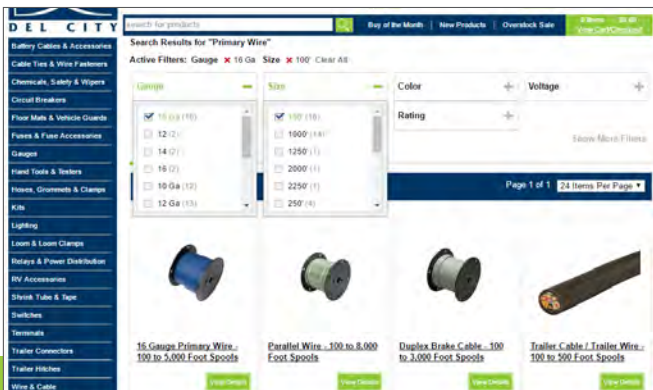 DEL CITY
search for products
Buy of the Month
New Products
Overstock Sale
0 Items $0.00
View Cart/Checkout
Battery Cables & Accessories
Cable Ties & Wire Fasteners
Chemicals, Safety & Wipers
Circuit Breakers
Floor Mats & Vehicle Guards
Fuses & Fuse Accessories
Gauges
Hand Tools & Testers
Hoses, Grommets & Clamps
Kits
Lighting
Loom & Loom Clamps
Relays & Power Distribution
RV Accessories
Shrink Tube & Tape
Switches
Terminals
Trailer Connectors
Trailer Hitches
Wire & Cable
Search Results for "Primary Wire"
Active Filters: Gauge × 16 Ga Size × 100' Clear All
Gauge
16 Ga (16)
12 (2)
14 (2)
16 (2)
10 Ga (12)
12 Ga (13)
Size
100' (16)
1000' (14)
1250' (1)
2000' (1)
2250' (1)
250' (4)
Color
Voltage
Rating
Show More Filters
Page 1 of 1
24 Items Per Page
16 Gauge Primary Wire -
100 to 5,000 Foot Spools
View Details
Parallel Wire - 100 to 8,000
Foot Spools
View Details
Duplex Brake Cable - 100
to 3,000 Foot Spools
View Details
Trailer Cable / Trailer Wire -
100 to 500 Foot Spools
View Details